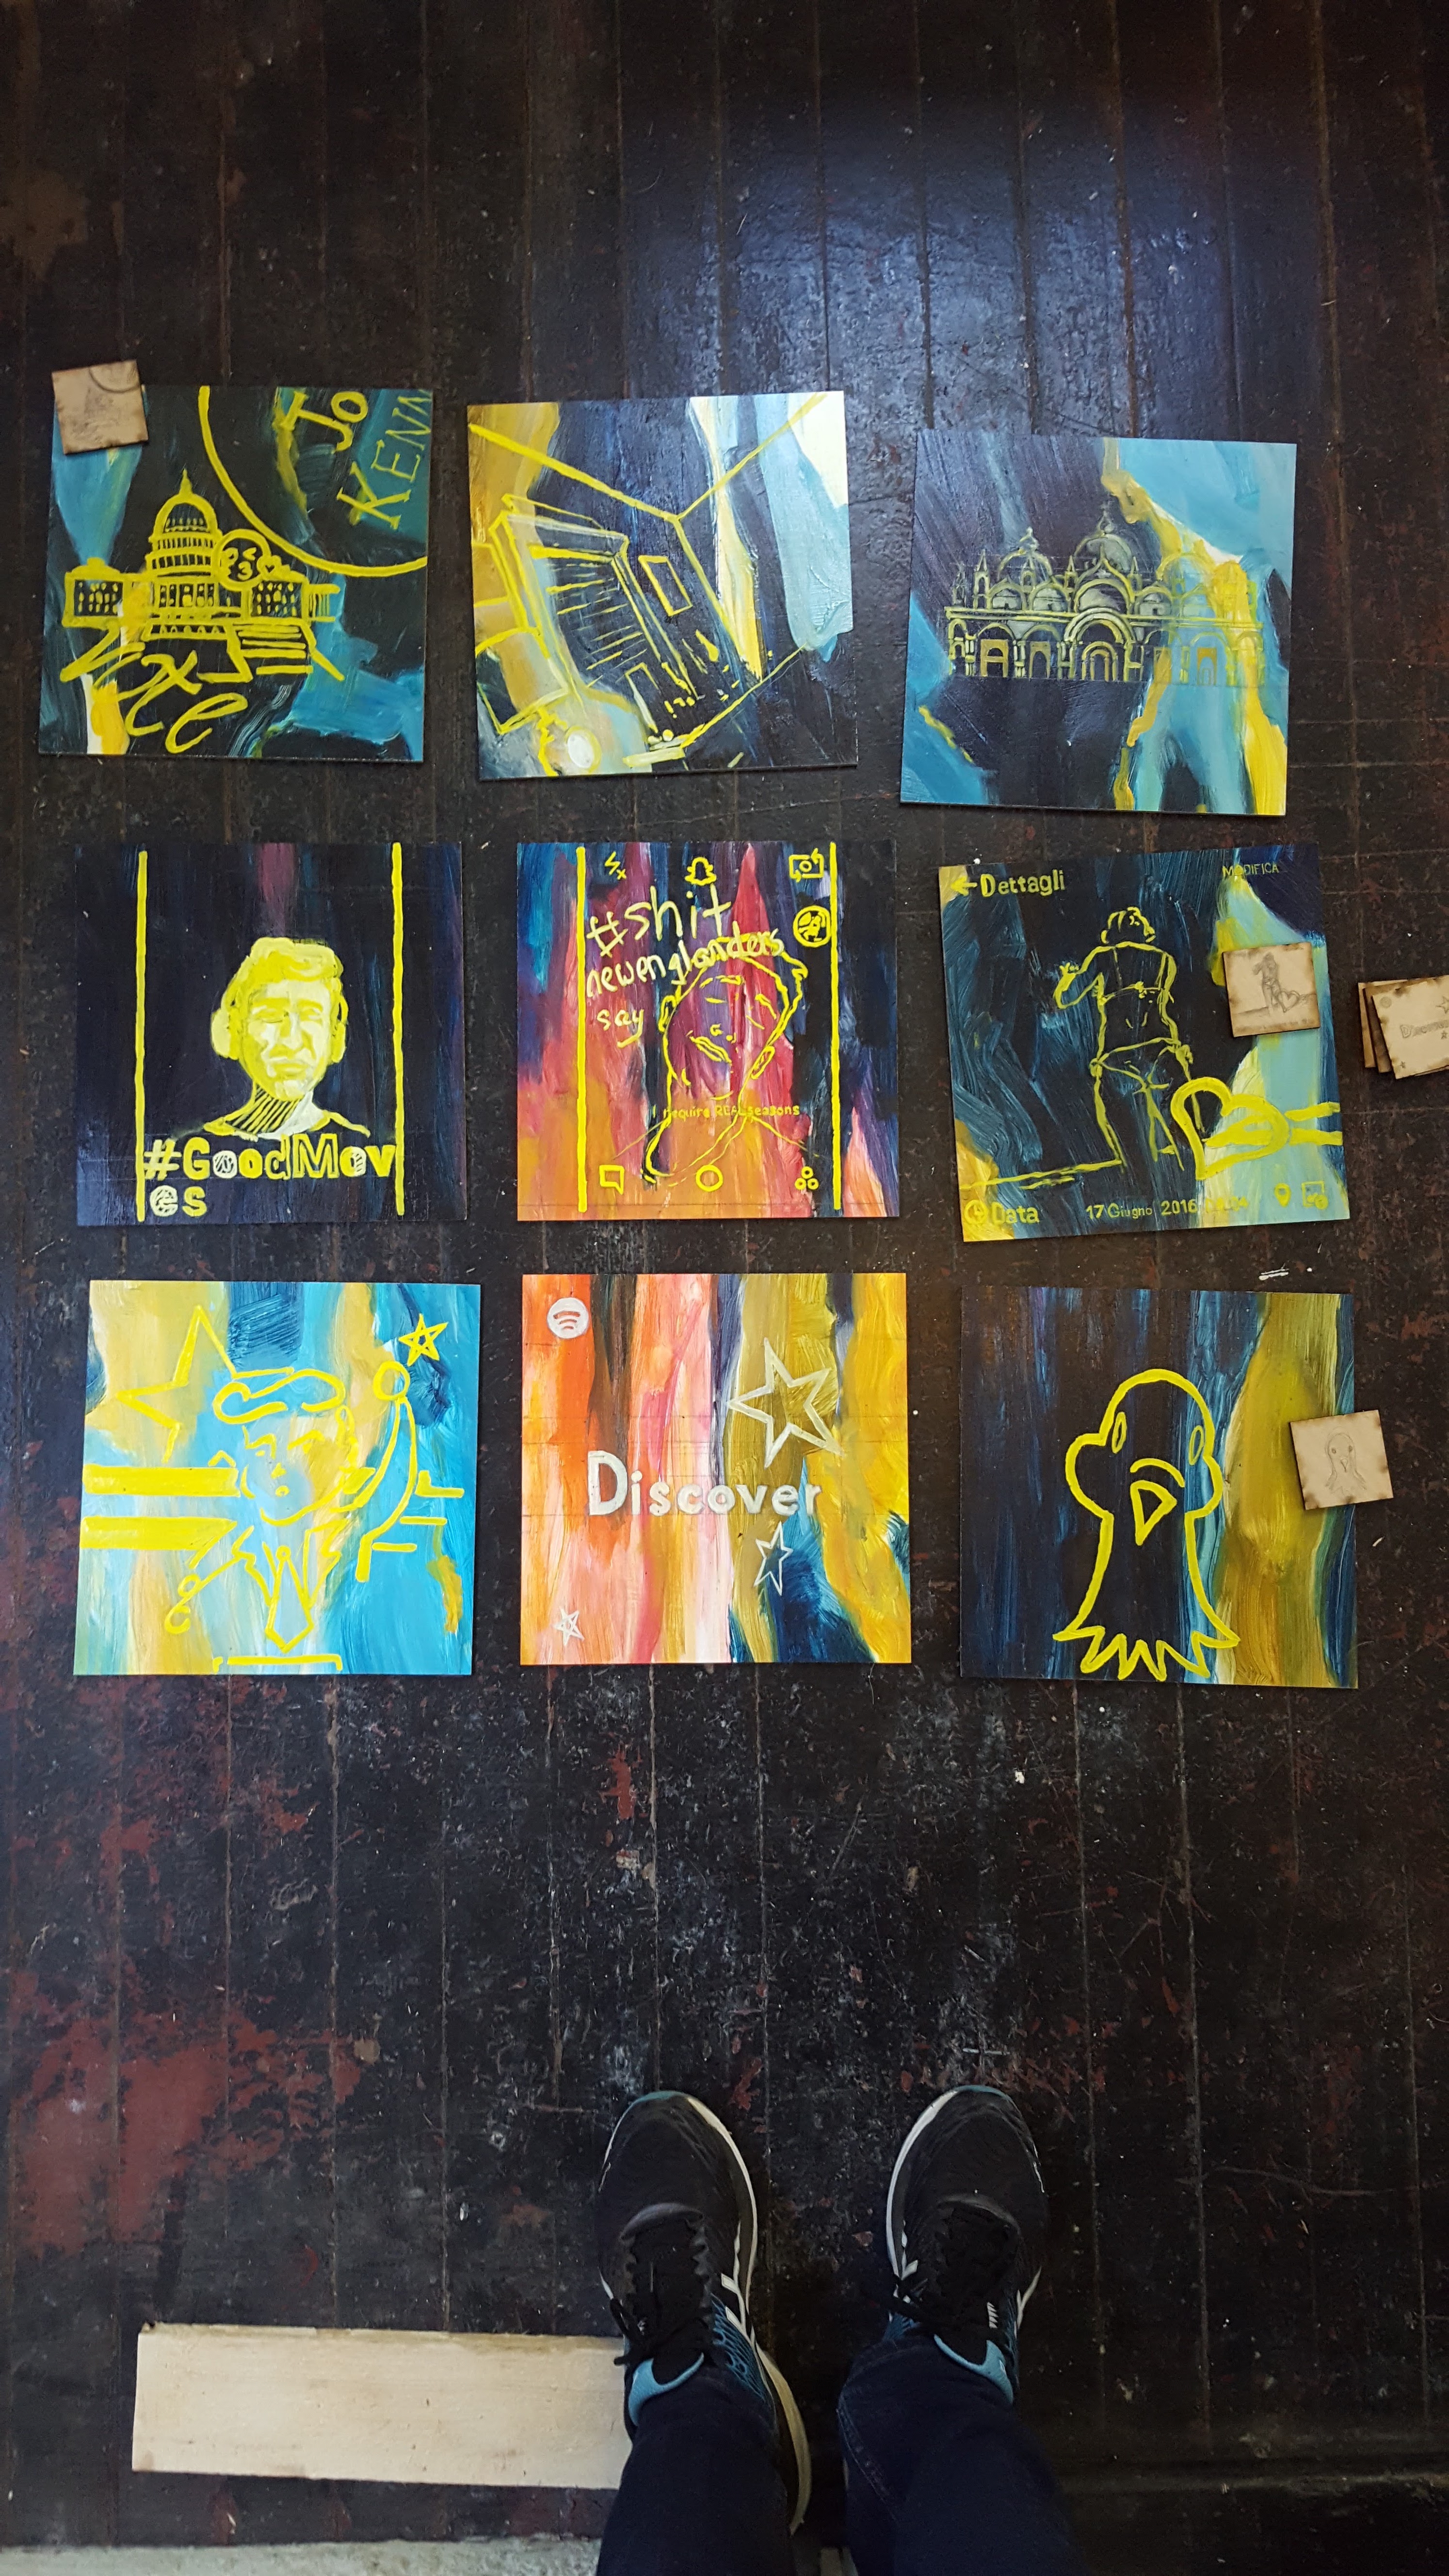 JO
KENN
#GoodMov
es
#shit
newenglanders
say
I require REAL seasons
← Dettagli
MODIFICA
Data
17 Giugno 2016
Discover